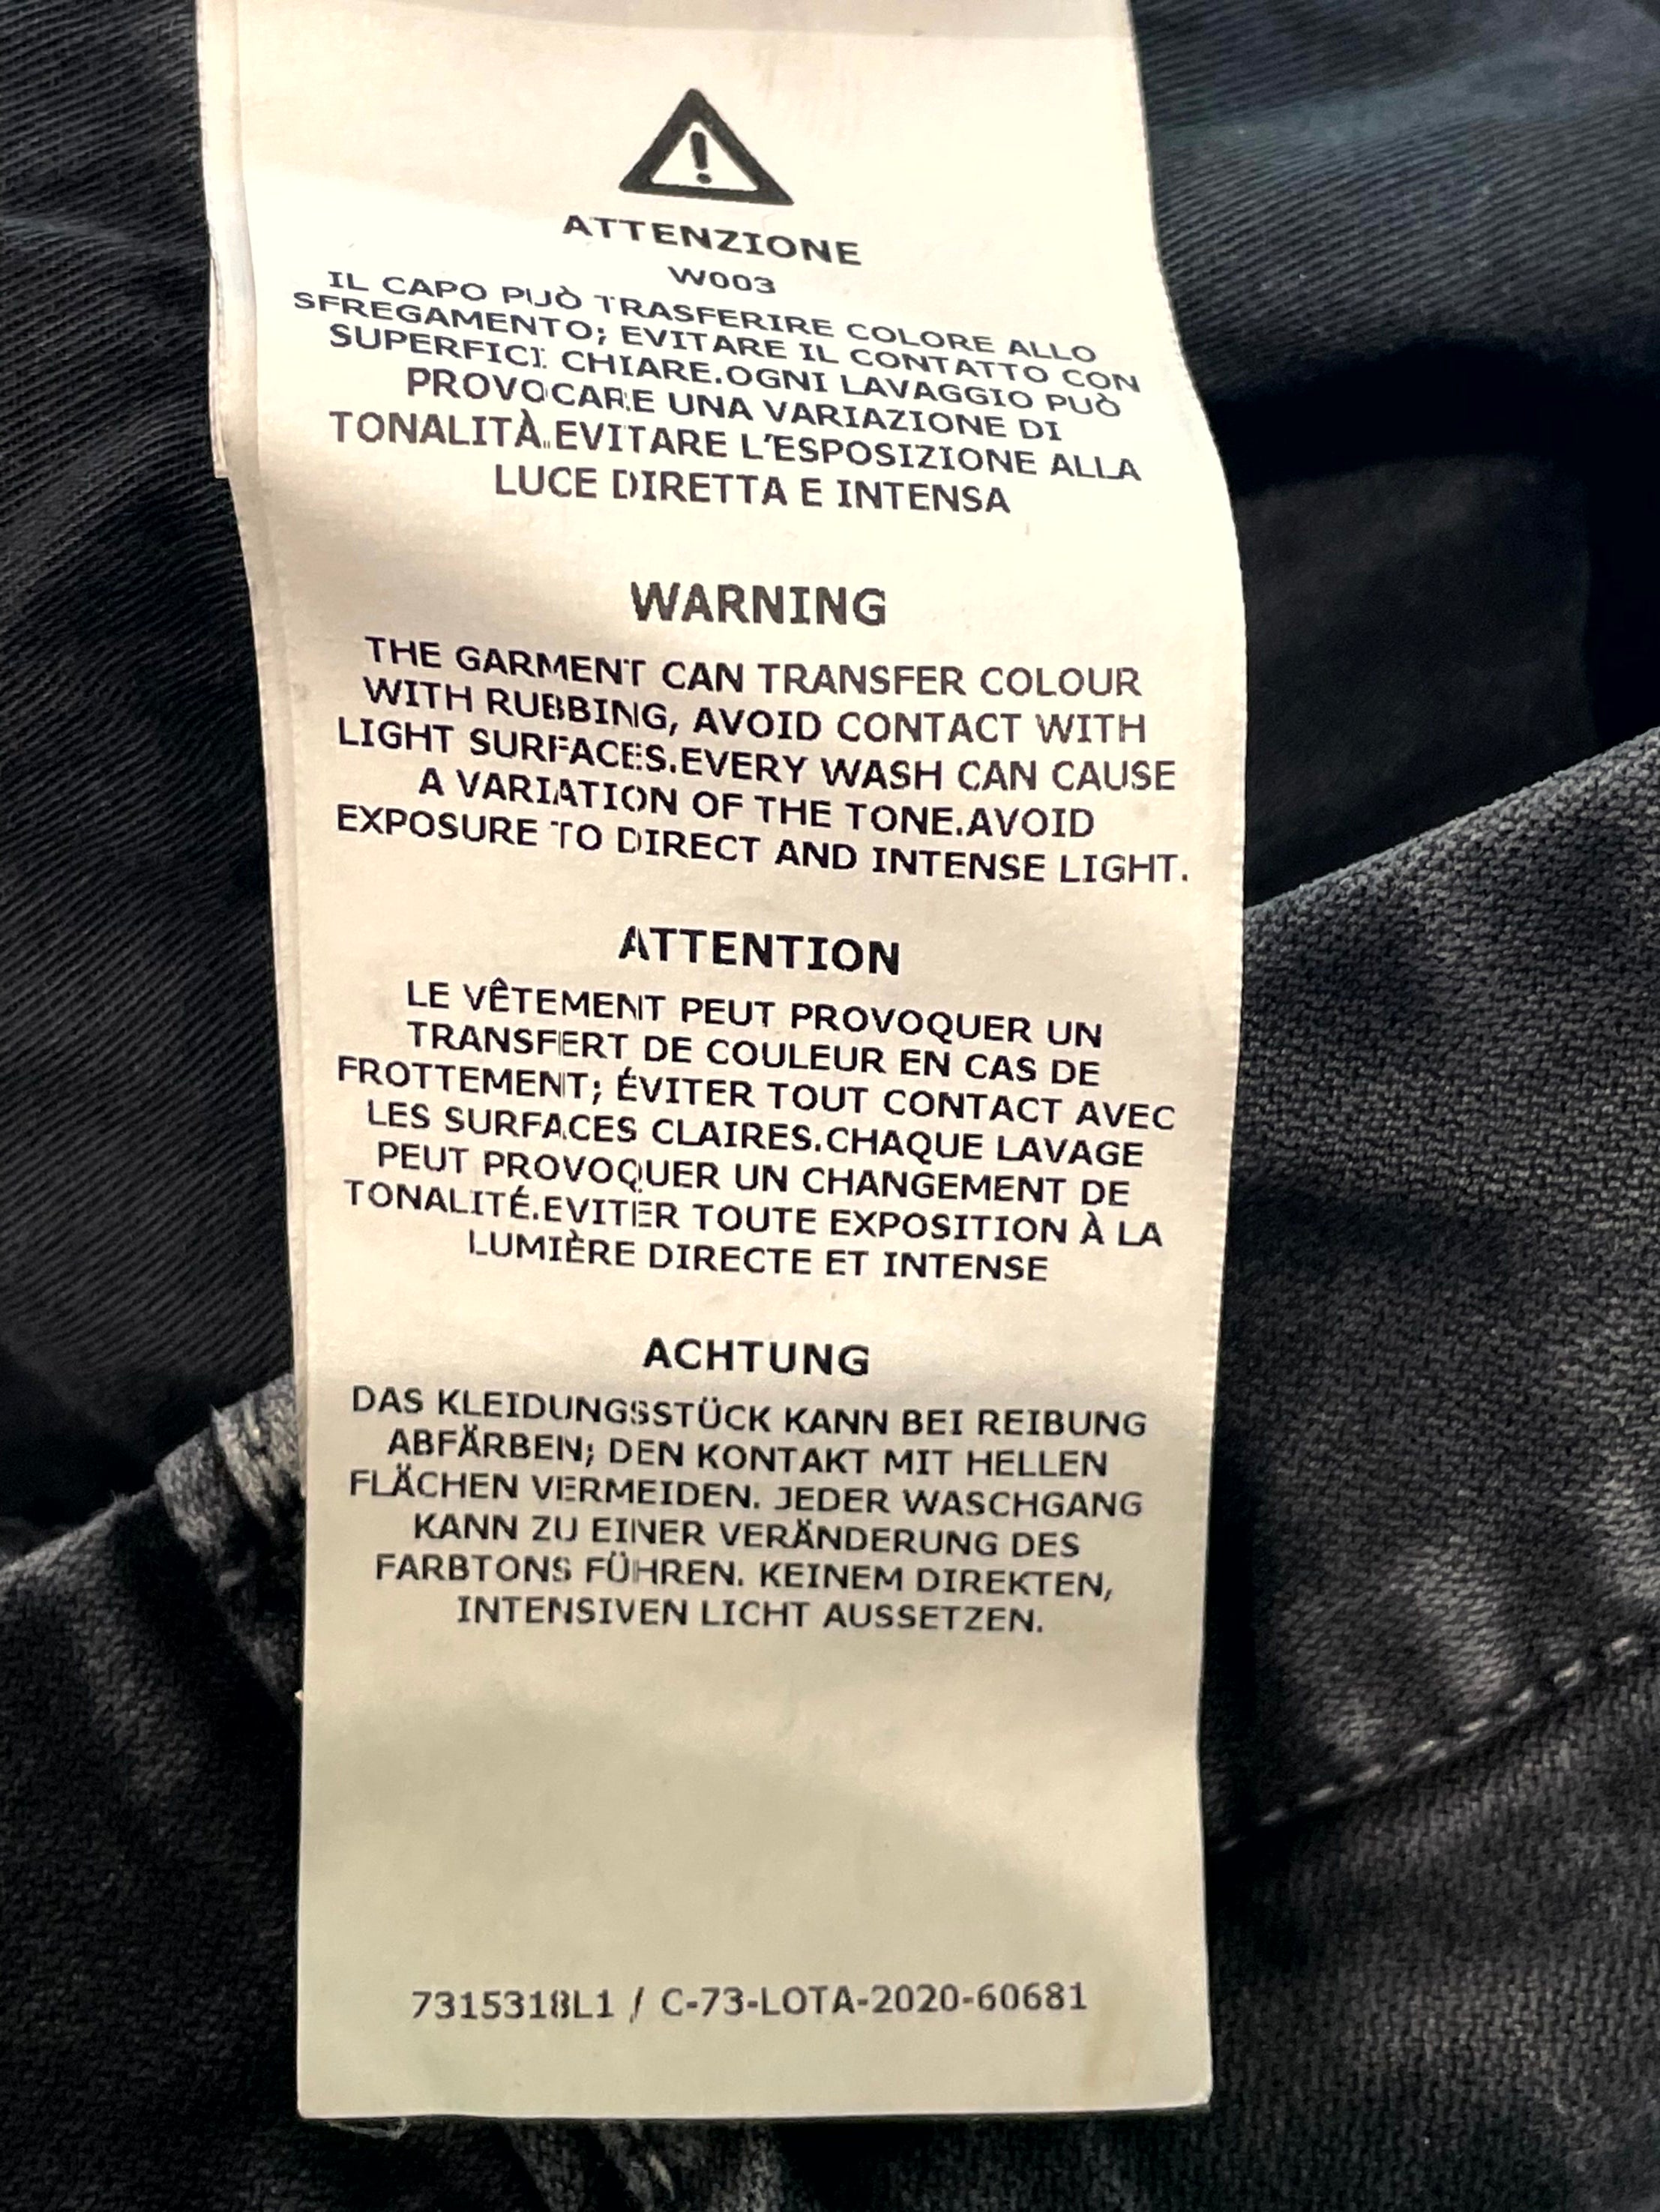 ATTENZIONE
W003
IL CAPO PUÒ TRASFERIRE COLORE ALLO
SFREGAMENTO; EVITARE IL CONTATTO CON
SUPERFICI CHIARE.OGNI LAVAGGIO PUÒ
PROVOCARE UNA VARIAZIONE DI
TONALITÀ.EVITARE L'ESPOSIZIONE ALLA
LUCE DIRETTA E INTENSA
WARNING
THE GARMENT CAN TRANSFER COLOUR
WITH RUBBING, AVOID CONTACT WITH
LIGHT SURFACES.EVERY WASH CAN CAUSE
A VARIATION OF THE TONE.AVOID
EXPOSURE TO DIRECT AND INTENSE LIGHT.
ATTENTION
LE VÊTEMENT PEUT PROVOQUER UN
TRANSFERT DE COULEUR EN CAS DE
FROTTEMENT; ÉVITER TOUT CONTACT AVEC
LES SURFACES CLAIRES.CHAQUE LAVAGE
PEUT PROVOQUER UN CHANGEMENT DE
TONALITÉ.EVITER TOUTE EXPOSITION À LA
LUMIÈRE DIRECTE ET INTENSE
ACHTUNG
DAS KLEIDUNGSSTÜCK KANN BEI REIBUNG
ABFÄRBEN; DEN KONTAKT MIT HELLEN
FLÄCHEN VERMEIDEN. JEDER WASCHGANG
KANN ZU EINER VERÄNDERUNG DES
FARBTONS FÜHREN. KEINEM DIREKTEN,
INTENSIVEN LICHT AUSSETZEN.
7315318L1 / C-73-LOTA-2020-60681